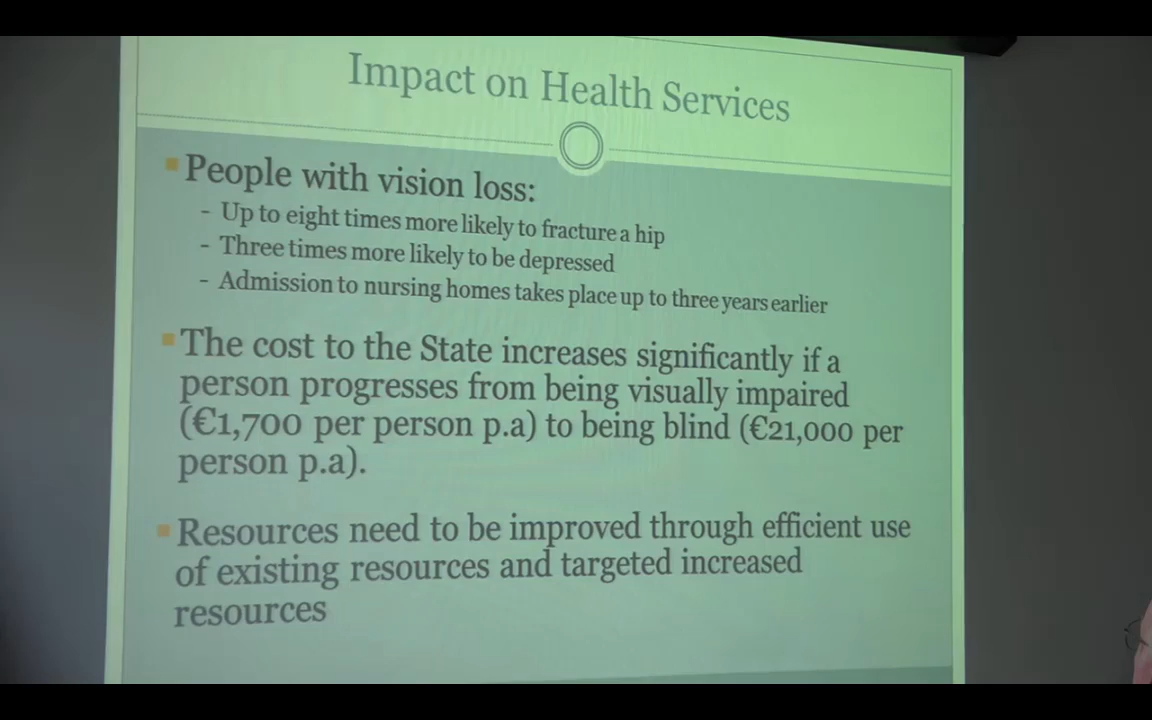 Impact on Health Services
▪People with vision loss:
- Up to eight times more likely to fracture a hip
- Three times more likely to be depressed
- Admission to nursing homes takes place up to three years earlier
▪The cost to the State increases significantly if a
person progresses from being visually impaired
(€1,700 per person p.a) to being blind (€21,000 per
person p.a).
▪Resources need to be improved through efficient use
of existing resources and targeted increased
resources